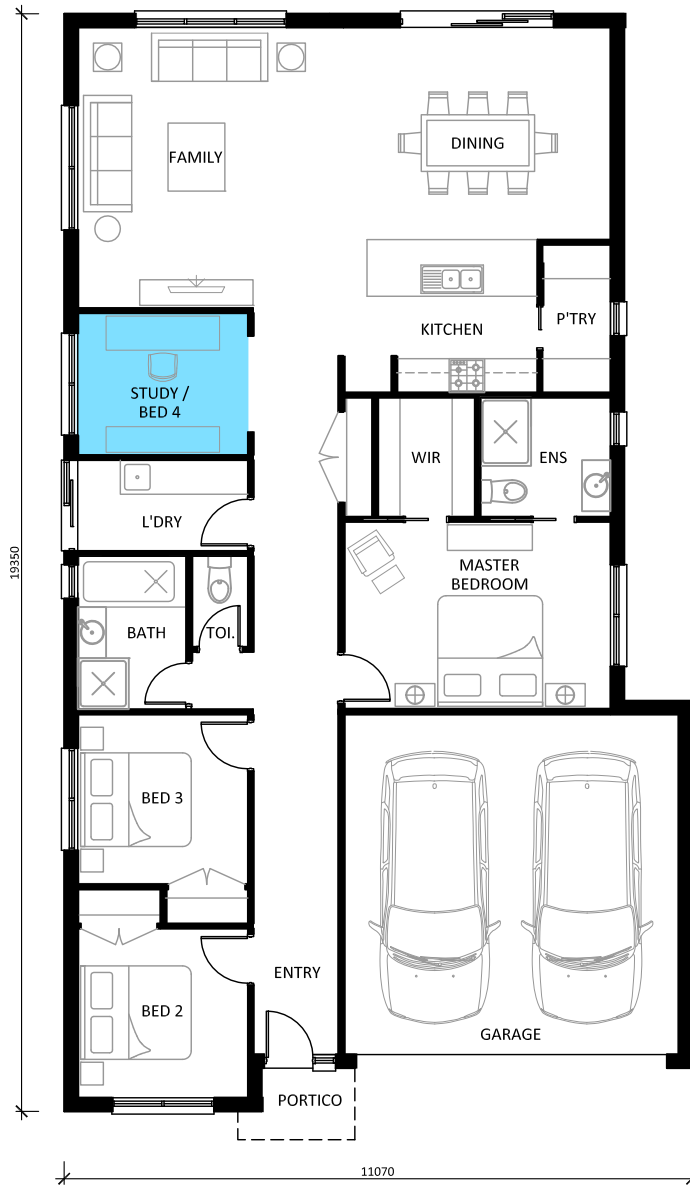 FAMILY
DINING
KITCHEN
P'TRY
STUDY /
BED 4
WIR
ENS
L'DRY
MASTER
BEDROOM
19350
BATH
TOI.
BED 3
ENTRY
BED 2
GARAGE
PORTICO
11070